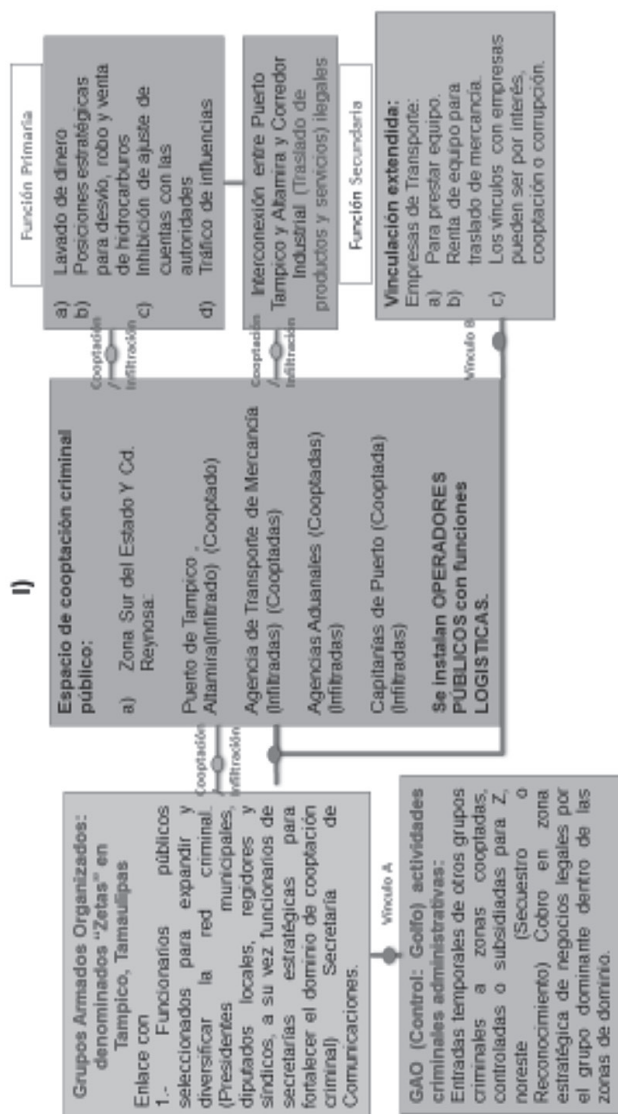 I)
Grupos Armados Organizados:
denominados "Zetas" en
Tampico, Tamaulipas
Enlace con
1.- Funcionarios públicos
seleccionados para expandir y
diversificar la red criminal.
(Presidentes municipales,
diputados locales, regidores y
síndicos, a su vez funcionarios de
secretarías estratégicas para
fortalecer el dominio de cooptación
criminal) Secretaría de
Comunicaciones.
Vínculo A
GAO (Control: Golfo) actividades
criminales administrativas:
Entradas temporales de otros grupos
criminales a zonas cooptadas,
controladas o subsidiadas para Z,
noreste (Secuestro o
Reconocimiento) Cobro en zona
estratégica de negocios legales por
el grupo dominante dentro de las
zonas de dominio.
Cooptación
/
Infiltración
Espacio de cooptación criminal
público:
a) Zona Sur del Estado Y Cd.
Reynosa:
Puerto de Tampico ,
Altamira(Infiltrado) (Cooptado)
Agencia de Transporte de Mercancía
(Infiltradas) (Cooptadas)
Agencias Aduanales (Cooptadas)
(Infiltradas)
Capitanías de Puerto (Cooptada)
(Infiltradas)
Se instalan OPERADORES
PÚBLICOS con funciones
LOGISTICAS.
Cooptación
/
Infiltración
Cooptación
/
Infiltración
Vínculo B
Función Primaria
a) Lavado de dinero
b) Posiciones estratégicas
para desvío, robo y venta
de hidrocarburos
c) Inhibición de ajuste de
cuentas con las
autoridades
d) Tráfico de influencias
Interconexión entre Puerto
Tampico y Altamira y Corredor
Industrial (Traslado de
productos y servicios) ilegales
Función Secundaria
Vinculación extendida:
Empresas de Transporte:
a) Para prestar equipo.
b) Renta de equipo para
traslado de mercancía.
c) Los vínculos con empresas
pueden ser por interés,
cooptación o corrupción.